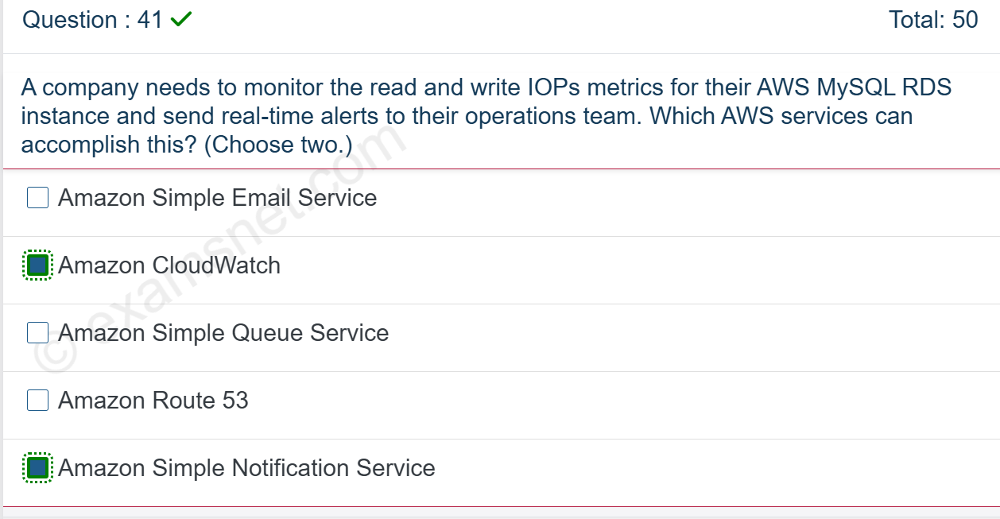 Question : 41
Total: 50
A company needs to monitor the read and write IOPs metrics for their AWS MySQL RDS
instance and send real-time alerts to their operations team. Which AWS services can
accomplish this? (Choose two.)
Amazon Simple Email Service
Amazon CloudWatch
Amazon Simple Queue Service
Amazon Route 53
Amazon Simple Notification Service
© examsnet.com